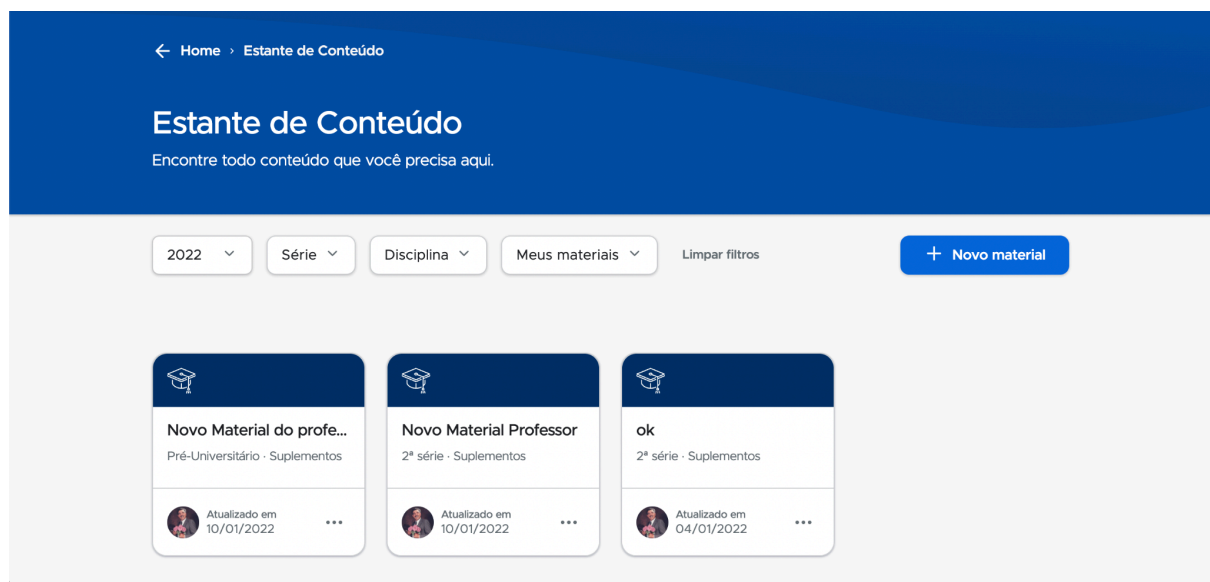 Home › Estante de Conteúdo
Estante de Conteúdo
Encontre todo conteúdo que você precisa aqui.
2022 Série Disciplina Meus materiais Limpar filtros + Novo material
Novo Material do profe...
Pré-Universitário · Suplementos
Atualizado em
10/01/2022
Novo Material Professor
2ª série · Suplementos
Atualizado em
10/01/2022
ok
2ª série · Suplementos
Atualizado em
04/01/2022